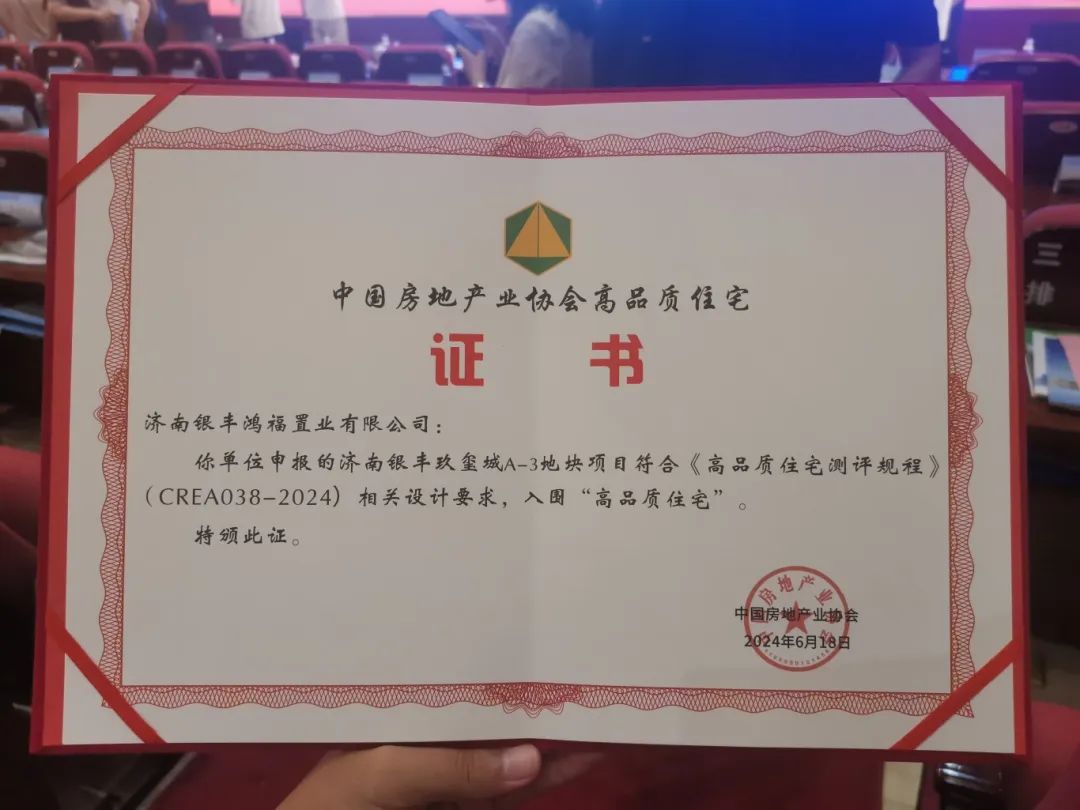 中国房地产业协会高品质住宅
证书
济南银丰鸿福置业有限公司：
你单位申报的济南银丰玖玺城A-3地块项目符合《高品质住宅测评规程》
（CREA038-2024）相关设计要求，入围“高品质住宅”。
特颁此证。
中国房地产业协会
2024年6月18日
三
排